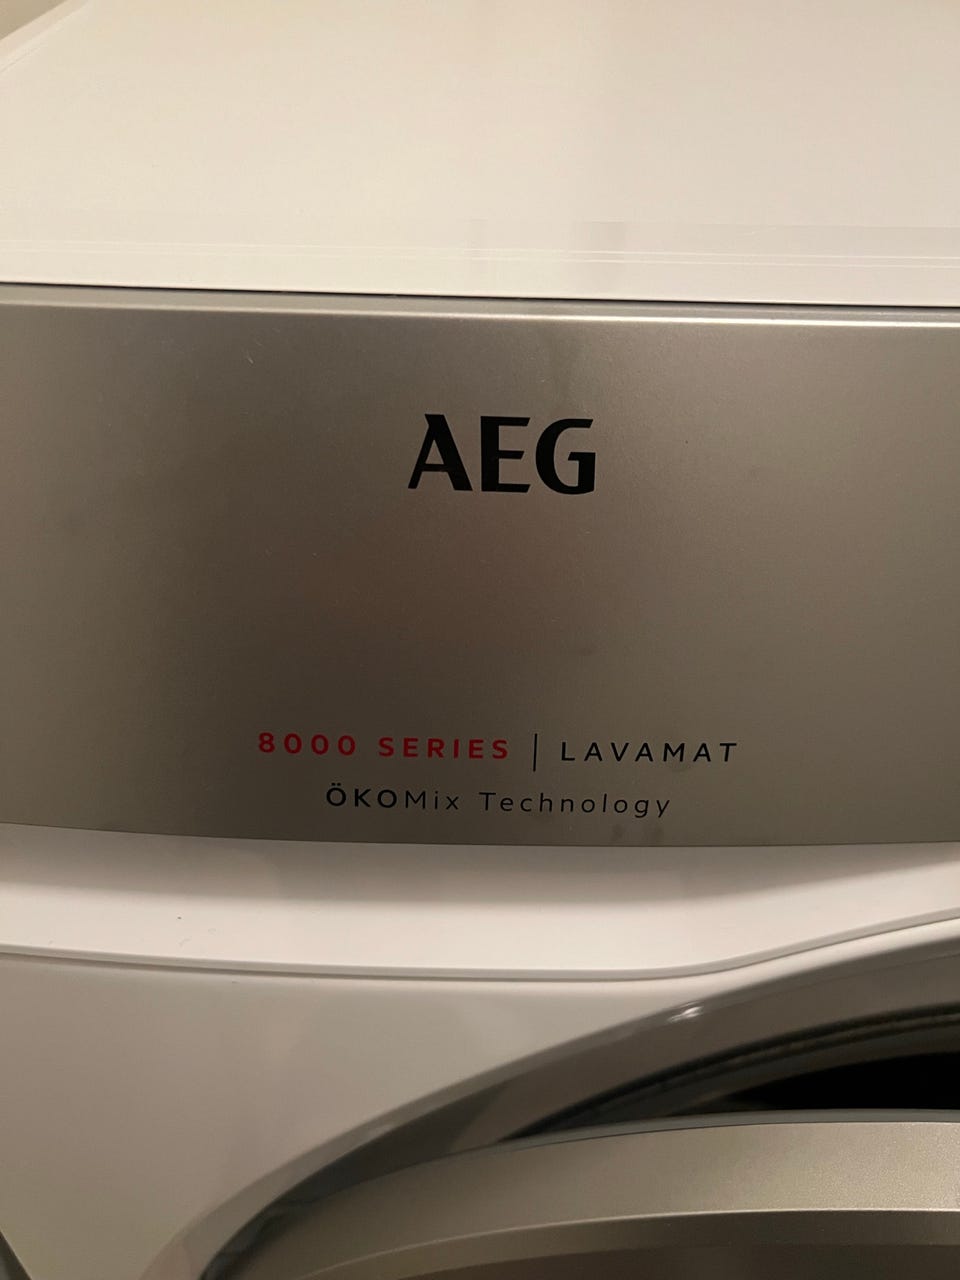 AEG
8000 SERIES | LAVAMAT
ÖKOMix Technology